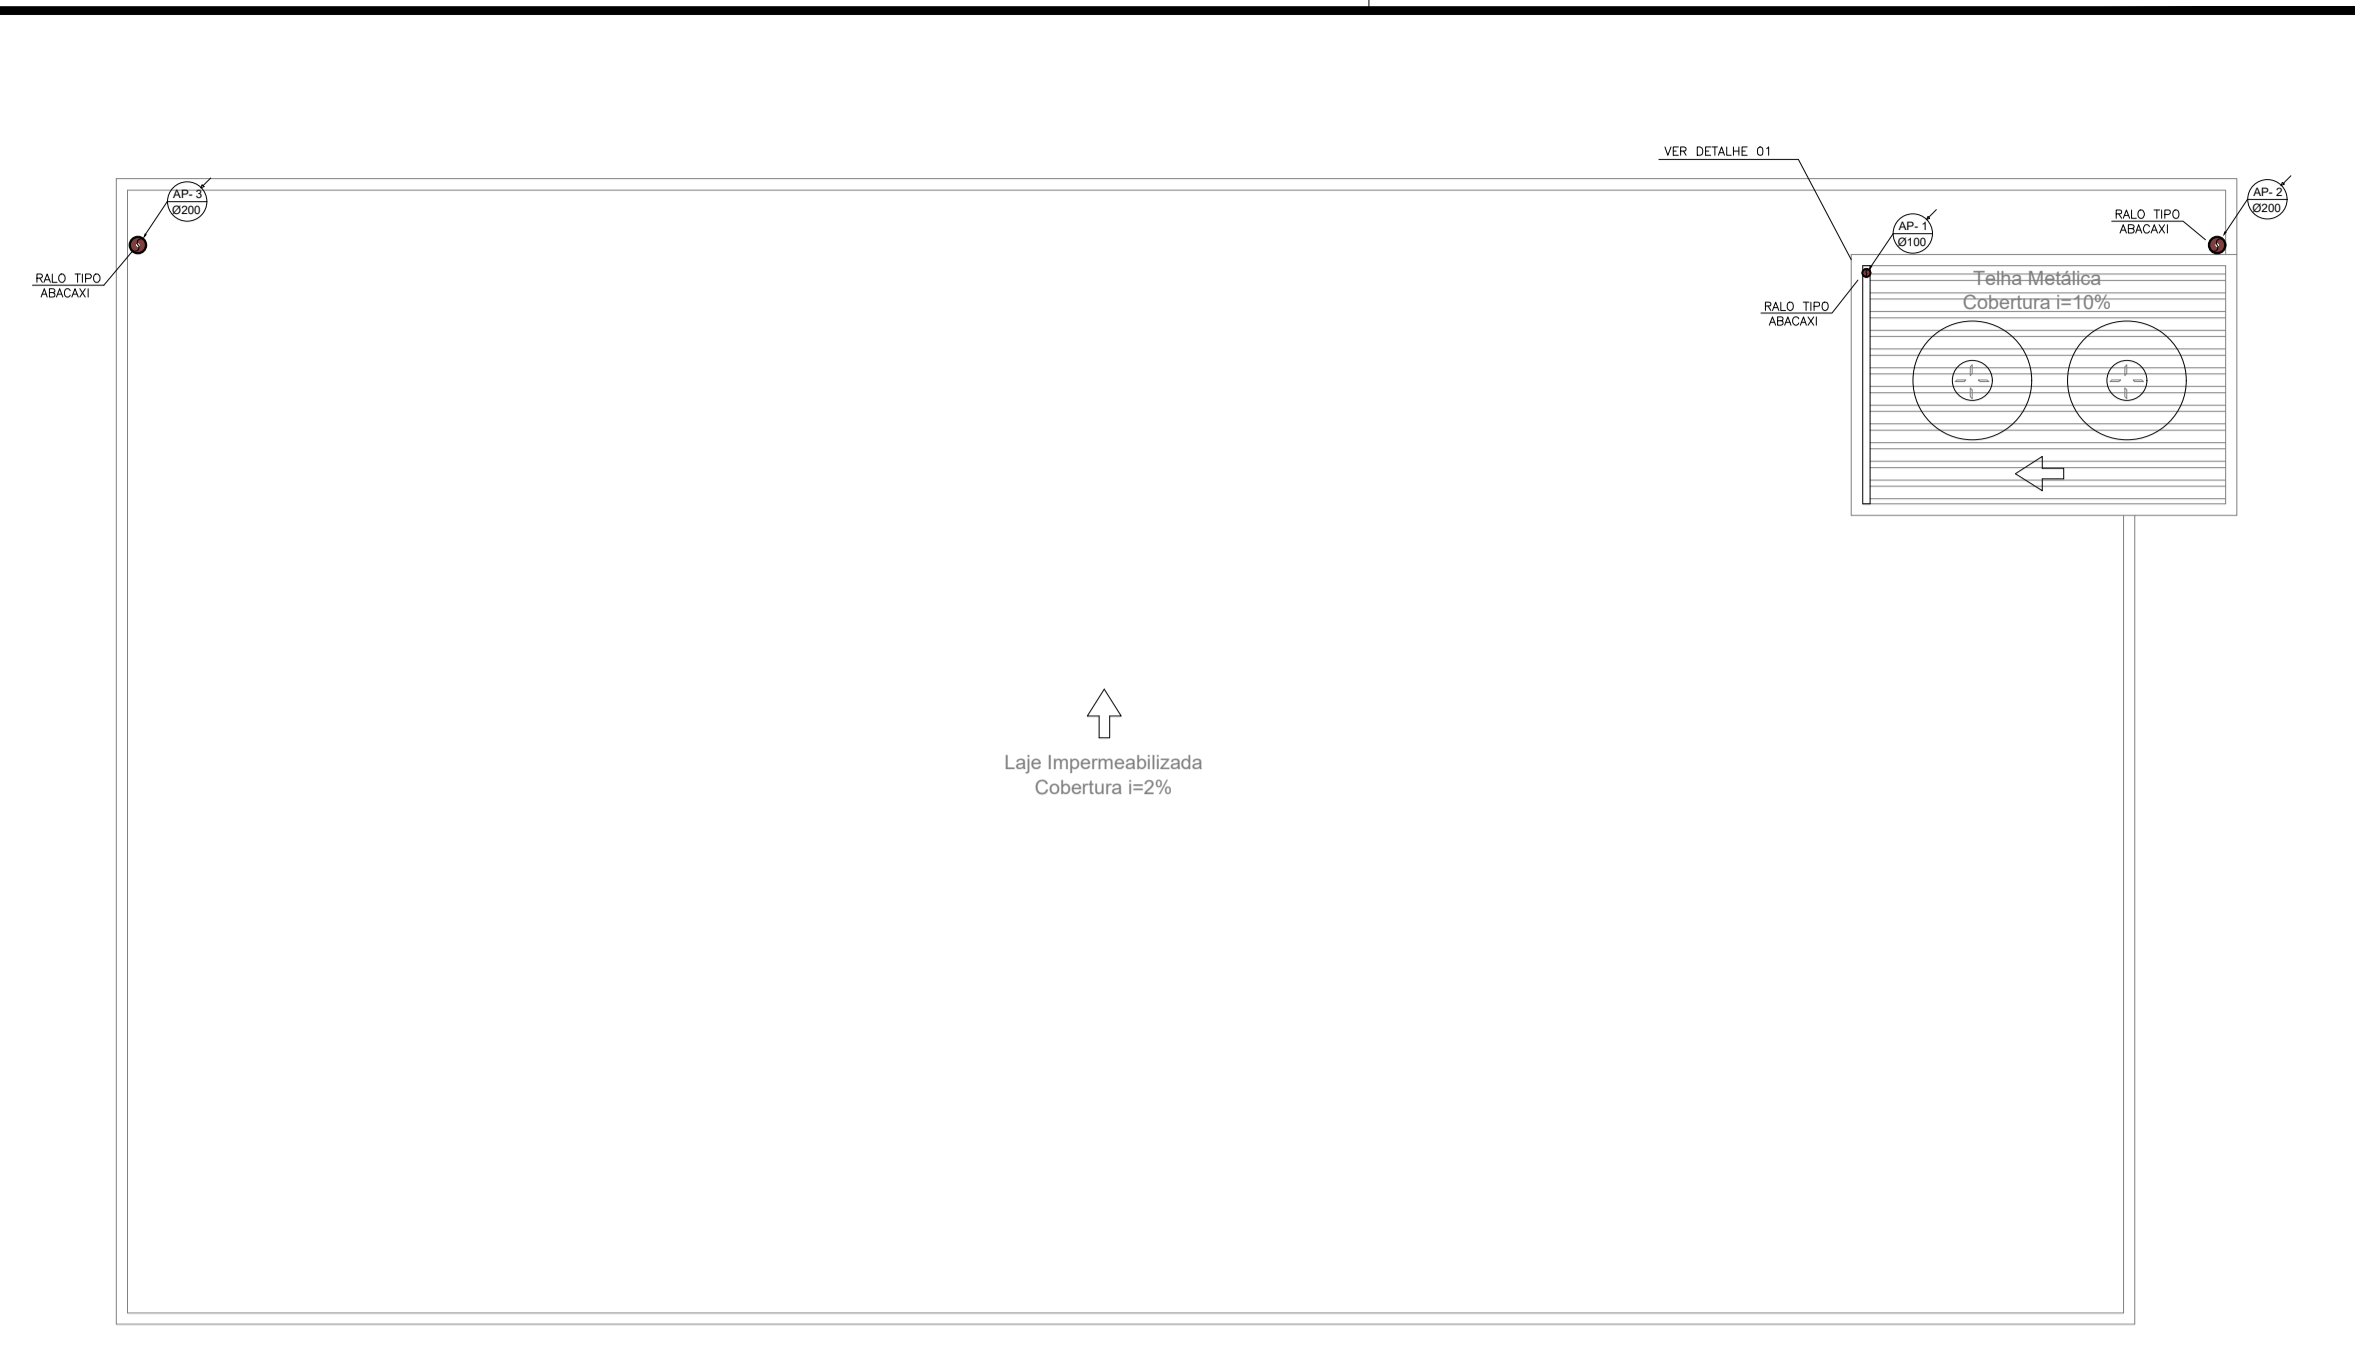 VER DETALHE 01
AP- 3
Ø200
RALO TIPO
ABACAXI
AP- 1
Ø100
RALO TIPO
ABACAXI
AP- 2
Ø200
RALO TIPO
ABACAXI
Telha Metálica
Cobertura i=10%
Laje Impermeabilizada
Cobertura i=2%